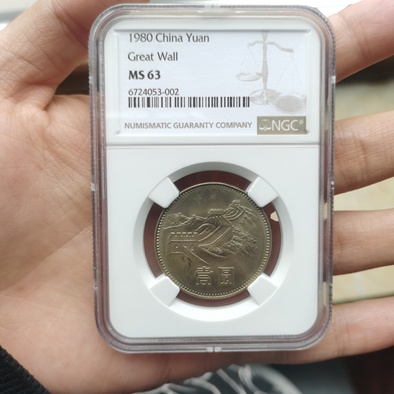 1980 China Yuan
Great Wall
MS 63
6724053-002
NUMISMATIC GUARANTY COMPANY NGC®
壹圆